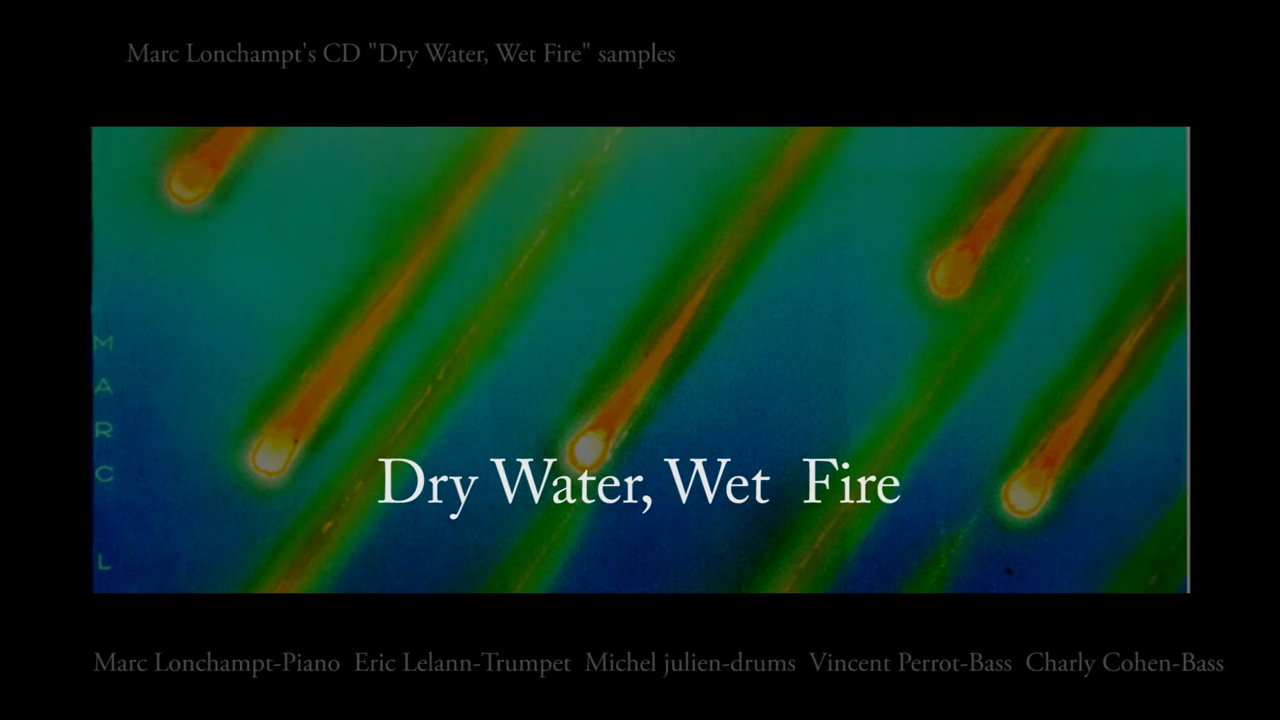 Marc Lonchampt's CD "Dry Water, Wet Fire" samples
M
A
R
C
L
Dry Water, Wet Fire
Marc Lonchampt-Piano Eric Lelann-Trumpet Michel julien-drums Vincent Perrot-Bass Charly Cohen-Bass